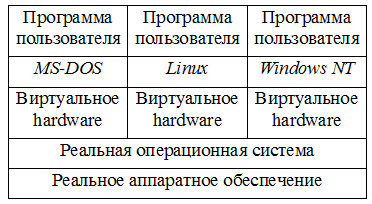 Программа Программа Программа
пользователя пользователя пользователя
MS-DOS Linux Windows NT
Виртуальное Виртуальное Виртуальное
hardware hardware hardware
Реальная операционная система
Реальное аппаратное обеспечение